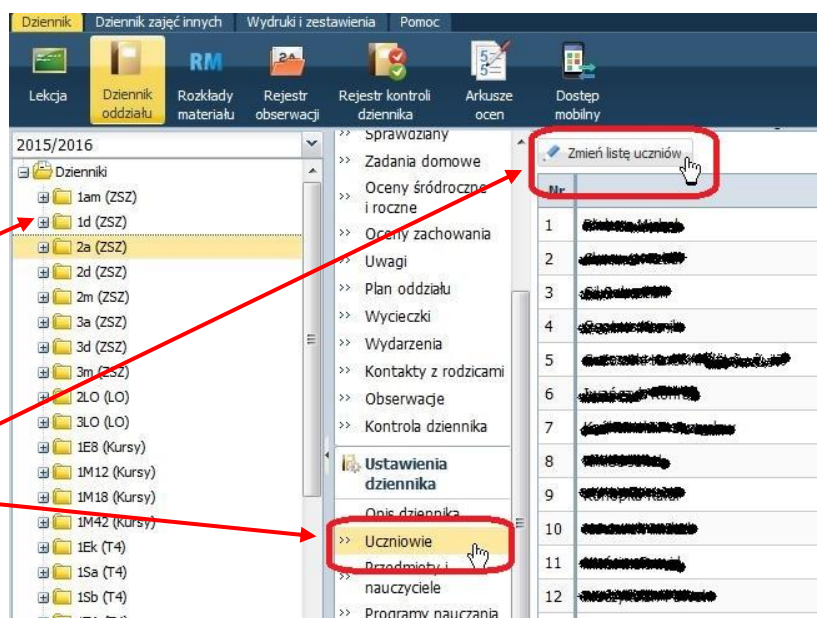 Dziennik Dziennik zajęć innych Wydruki i zestawienia Pomoc
Lekcja Dziennik oddziału Rozkłady materiału Rejestr obserwacji Rejestr kontroli dziennika Arkusze ocen Dostęp mobilny
RM
2A
5
5=
2015/2016
Dzienniki
1am (ZSZ)
1d (ZSZ)
2a (ZSZ)
2d (ZSZ)
2m (ZSZ)
3a (ZSZ)
3d (ZSZ)
3m (ZSZ)
2LO (LO)
3LO (LO)
1E8 (Kursy)
1M12 (Kursy)
1M18 (Kursy)
1M42 (Kursy)
1Ek (T4)
1Sa (T4)
1Sb (T4)
Sprawdziany
Zadania domowe
Oceny śródroczne
i roczne
Oceny zachowania
Uwagi
Plan oddziału
Wycieczki
Wydarzenia
Kontakty z rodzicami
Obserwacje
Kontrola dziennika
Ustawienia
dziennika
Opis dziennika
Uczniowie
Przedmioty i
nauczyciele
Programy nauczania
Zmień listę uczniów
Nr
1
2
3
4
5
6
7
8
9
10
11
12